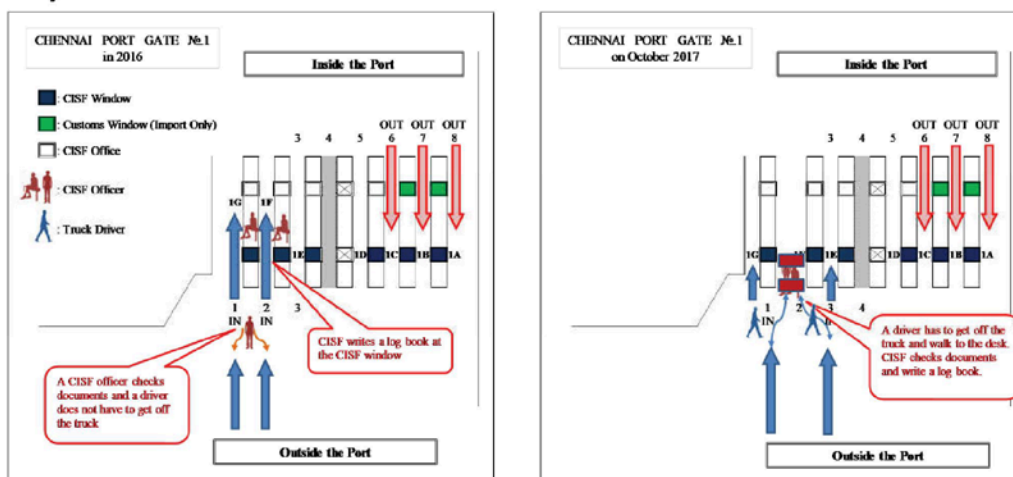 CHENNAI PORT GATE №.1
in 2016
Inside the Port
: CISF Window
: Customs Window (Import Only)
: CISF Office
: CISF Officer
: Truck Driver
OUT OUT OUT
3 4 5 6 7 8
1G 1F
1E 1D 1C 1B 1A
1 2 3
IN IN
CISF writes a log book at
the CISF window
A CISF officer checks
documents and a driver
does not have to get off
the truck
Outside the Port
CHENNAI PORT GATE №.1
on October 2017
Inside the Port
OUT OUT OUT
3 4 5 6 7 8
1G 1E 1D 1C 1B 1A
1 2 3 4
IN
A driver has to get off the
truck and walk to the desk.
CISF checks documents
and write a log book.
Outside the Port